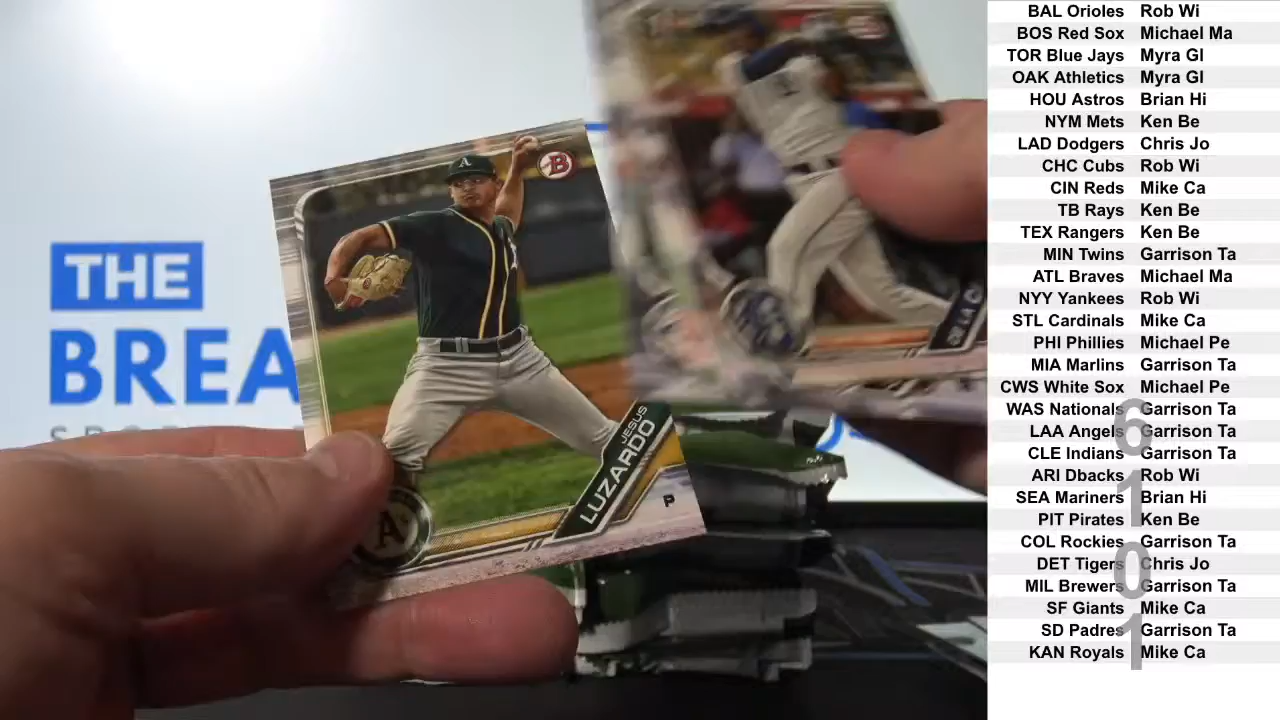 THE
BREA
A
B
JESUS
LUZARDO
P
A
BAL Orioles Rob Wi
BOS Red Sox Michael Ma
TOR Blue Jays Myra Gl
OAK Athletics Myra Gl
HOU Astros Brian Hi
NYM Mets Ken Be
LAD Dodgers Chris Jo
CHC Cubs Rob Wi
CIN Reds Mike Ca
TB Rays Ken Be
TEX Rangers Ken Be
MIN Twins Garrison Ta
ATL Braves Michael Ma
NYY Yankees Rob Wi
STL Cardinals Mike Ca
PHI Phillies Michael Pe
MIA Marlins Garrison Ta
CWS White Sox Michael Pe
WAS Nationals Garrison Ta
LAA Angels Garrison Ta
CLE Indians Garrison Ta
ARI Dbacks Rob Wi
SEA Mariners Brian Hi
PIT Pirates Ken Be
COL Rockies Garrison Ta
DET Tigers Chris Jo
MIL Brewers Garrison Ta
SF Giants Mike Ca
SD Padres Garrison Ta
KAN Royals Mike Ca
6
1
0
1